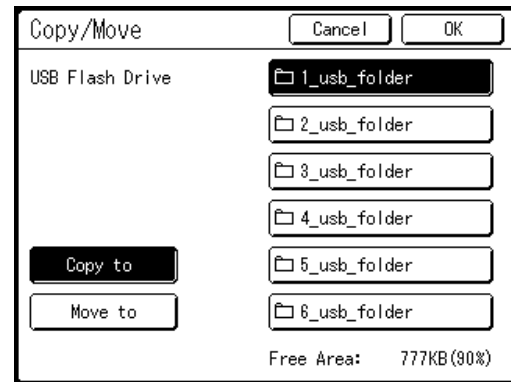 Copy/Move Cancel OK
USB Flash Drive
1_usb_folder
2_usb_folder
3_usb_folder
4_usb_folder
Copy to 5_usb_folder
Move to 6_usb_folder
Free Area: 777KB(90%)